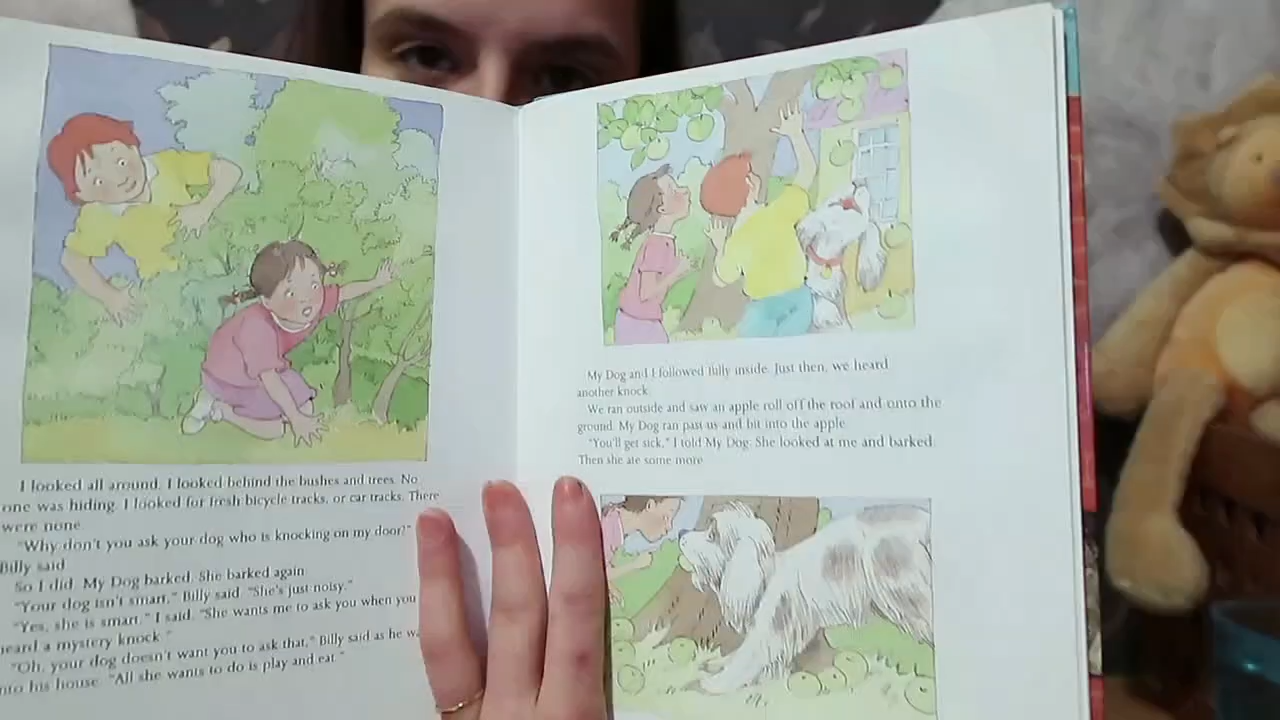 I looked all around. I looked behind the bushes and trees. No
one was hiding. I looked for fresh bicycle tracks, or car tracks. There
were none.
"Why don't you ask your dog who is knocking on my door?"
Billy said.
So I did. My Dog barked. She barked again.
"Your dog isn't smart," Billy said. "She's just noisy."
"Yes, she is smart," I said. "She wants me to ask you when you
heard a mystery knock."
"Oh, your dog doesn't want you to ask that," Billy said as he
into his house. "All she wants to do is play and eat."
My Dog and I followed Billy inside. Just then, we heard
another knock.
We ran outside and saw an apple roll off the roof and onto the
ground. My Dog ran past us and bit into the apple.
"You'll get sick," I told My Dog. She looked at me and barked.
Then she ate some more.